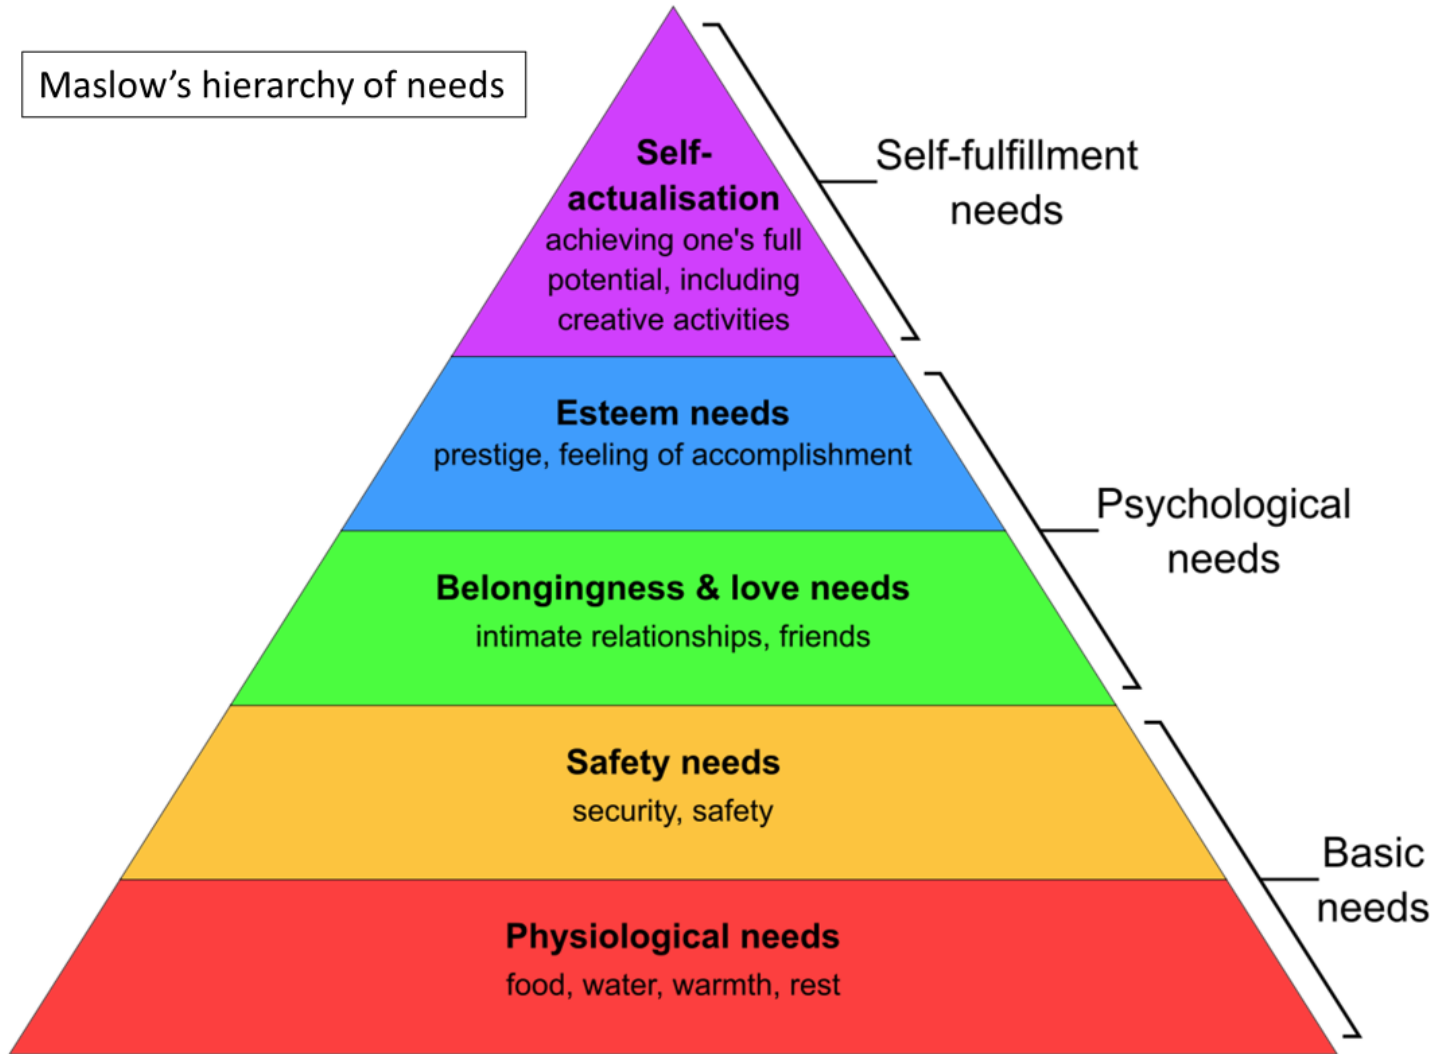 Maslow’s hierarchy of needs
Self-
actualisation
achieving one's full
potential, including
creative activities
Self-fulfillment
needs
Esteem needs
prestige, feeling of accomplishment
Psychological
needs
Belongingness & love needs
intimate relationships, friends
Safety needs
security, safety
Basic
needs
Physiological needs
food, water, warmth, rest